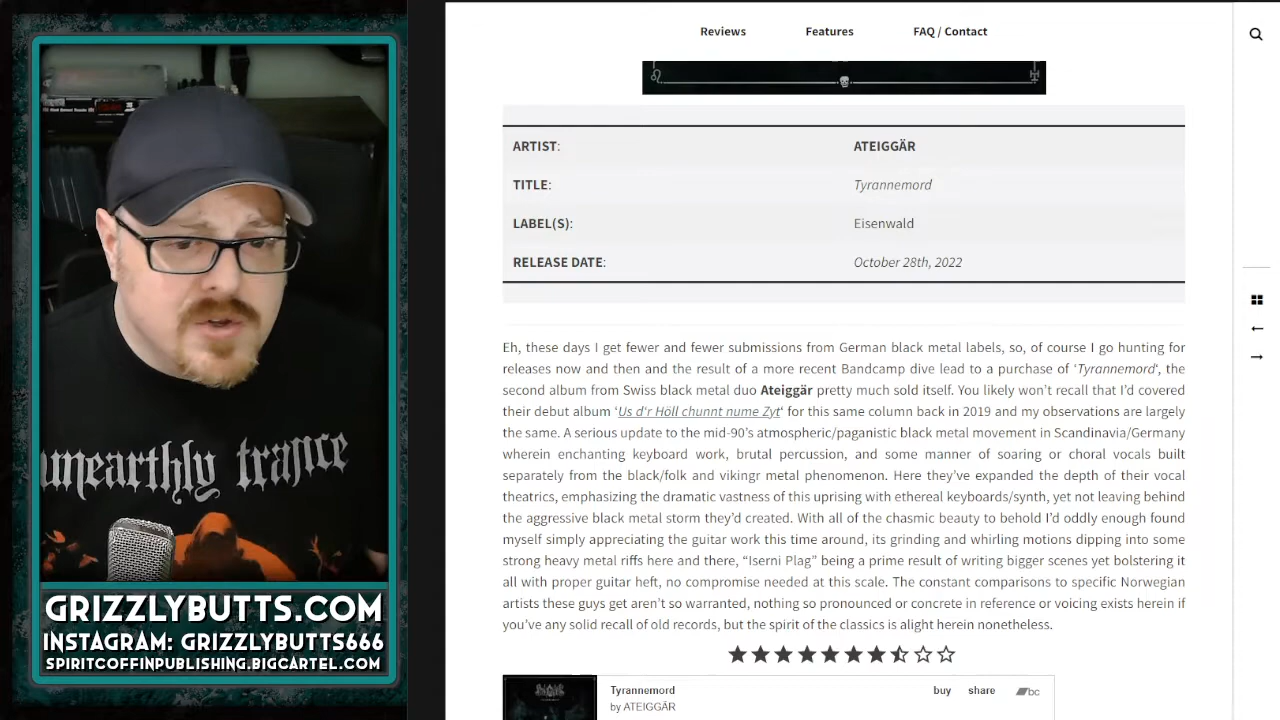 Reviews
Features
FAQ / Contact
ARTIST:
ATEIGGÄR
TITLE:
Tyrannemord
LABEL(S):
Eisenwald
RELEASE DATE:
October 28th, 2022
Eh, these days I get fewer and fewer submissions from German black metal labels, so, of course I go hunting for
releases now and then and the result of a more recent Bandcamp dive lead to a purchase of ‘Tyrannemord‘, the
second album from Swiss black metal duo Ateiggär pretty much sold itself. You likely won’t recall that I’d covered
their debut album ‘Us d‘r Höll chunnt nume Zyt‘ for this same column back in 2019 and my observations are largely
the same. A serious update to the mid-90’s atmospheric/paganistic black metal movement in Scandinavia/Germany
wherein enchanting keyboard work, brutal percussion, and some manner of soaring or choral vocals built
separately from the black/folk and vikingr metal phenomenon. Here they’ve expanded the depth of their vocal
theatrics, emphasizing the dramatic vastness of this uprising with ethereal keyboards/synth, yet not leaving behind
the aggressive black metal storm they’d created. With all of the chasmic beauty to behold I’d oddly enough found
myself simply appreciating the guitar work this time around, its grinding and whirling motions dipping into some
strong heavy metal riffs here and there, “Iserni Plag” being a prime result of writing bigger scenes yet bolstering it
all with proper guitar heft, no compromise needed at this scale. The constant comparisons to specific Norwegian
artists these guys get aren’t so warranted, nothing so pronounced or concrete in reference or voicing exists herein if
you’ve any solid recall of old records, but the spirit of the classics is alight herein nonetheless.
Tyrannemord
buy
share
bc
by ATEIGGÄR
unearthly trance
GRIZZLYBUTTS.COM
INSTAGRAM: GRIZZLYBUTTS666
SPIRITCOFFINPUBLISHING.BIGCARTEL.COM